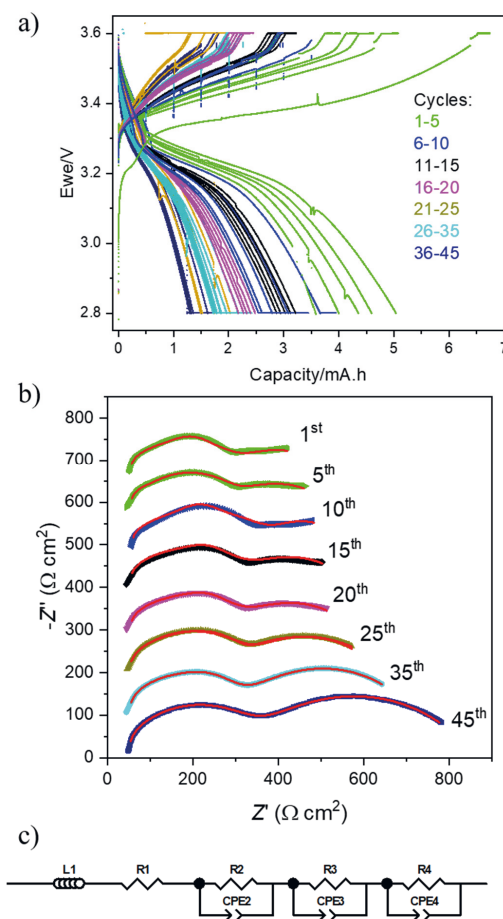 a)
3.6
3.4
3.2
3.0
2.8
Ewe/V
Cycles:
1-5
6-10
11-15
16-20
21-25
26-35
36-45
0 1 2 3 4 5 6 7
Capacity/mA.h
b)
800
700
600
500
400
300
200
100
0
-Z'' (Ω cm²)
1st
5th
10th
15th
20th
25th
35th
45th
0 200 400 600 800
Z' (Ω cm²)
c)
L1 R1 R2 R3 R4
CPE2 CPE3 CPE4